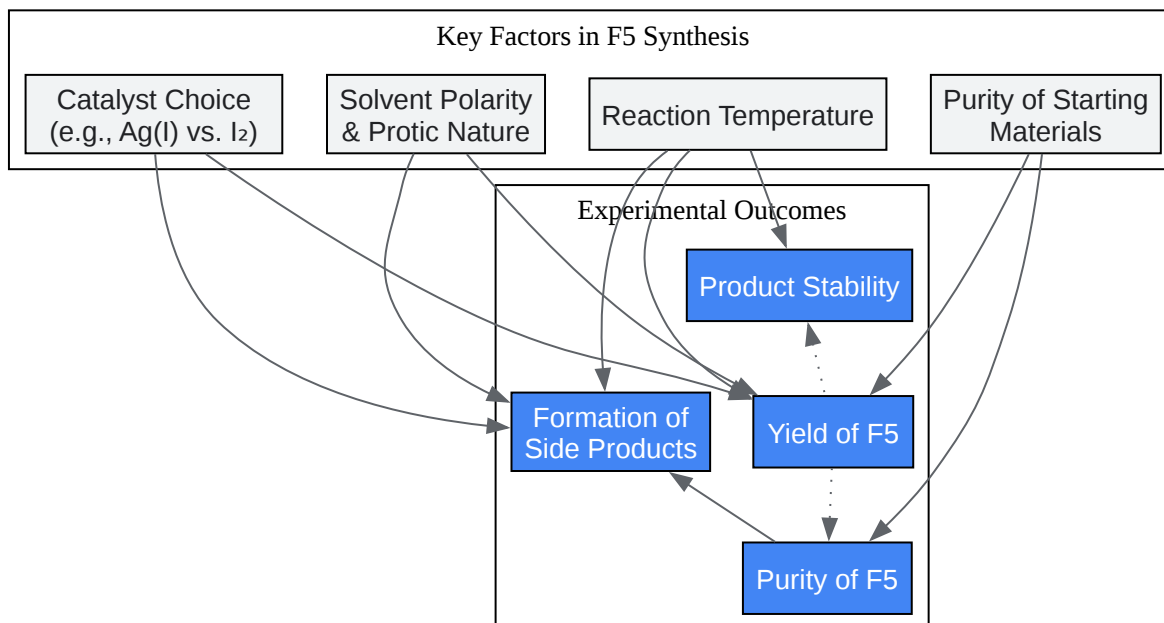 Key Factors in F5 Synthesis
Catalyst Choice
(e.g., Ag(I) vs. I₂)
Solvent Polarity
& Protic Nature
Reaction Temperature
Purity of Starting
Materials
Experimental Outcomes
Product Stability
Formation of
Side Products
Yield of F5
Purity of F5